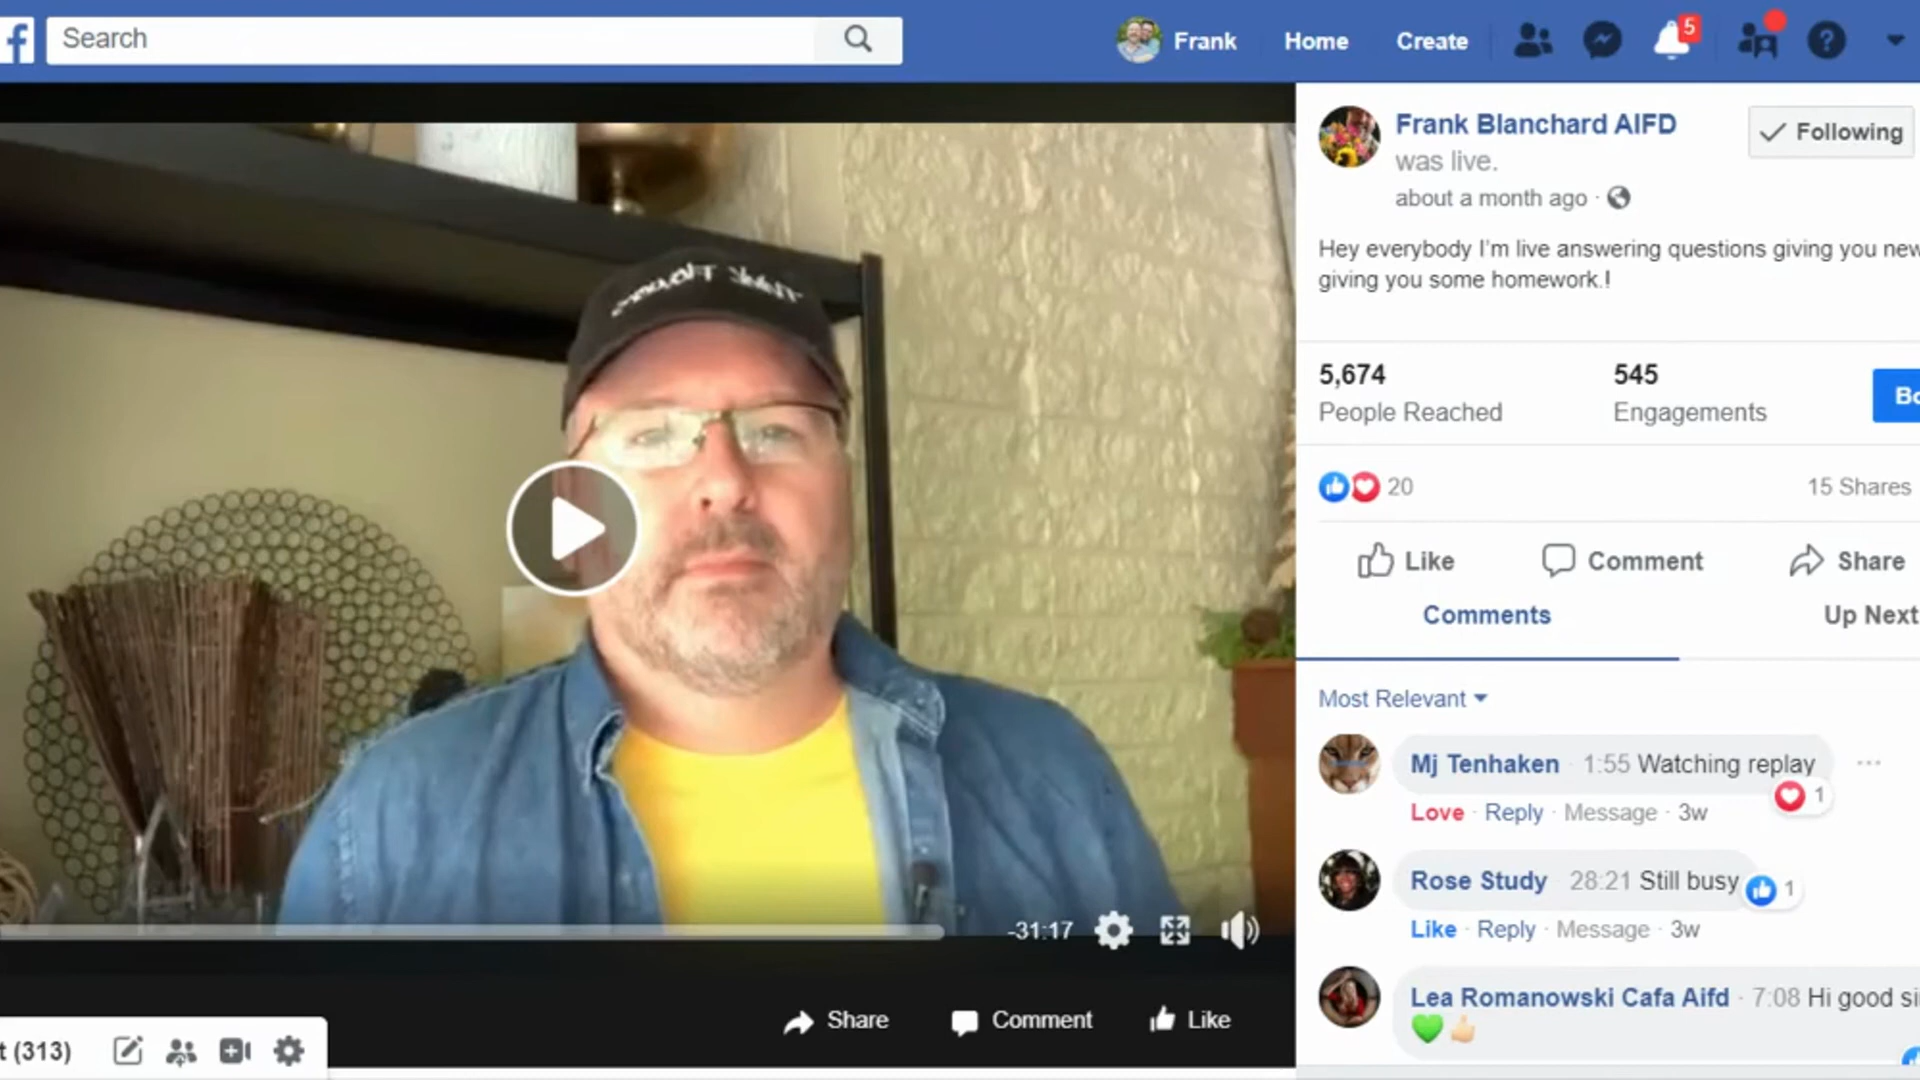 f Search
Frank Home Create 5 ?
Frank Blanchard AIFD
Following
was live.
about a month ago ·
Hey everybody I'm live answering questions giving you new
giving you some homework.!
5,674 545
People Reached Engagements
Bo
20 15 Shares
Like Comment Share
Comments Up Next
Most Relevant
Mj Tenhaken · 1:55 Watching replay
1
Love · Reply · Message · 3w
Rose Study 28:21 Still busy
1
Like · Reply · Message · 3w
Lea Romanowski Cafa Aifd · 7:08 Hi good si
-31:17
Share Comment Like
t (313)